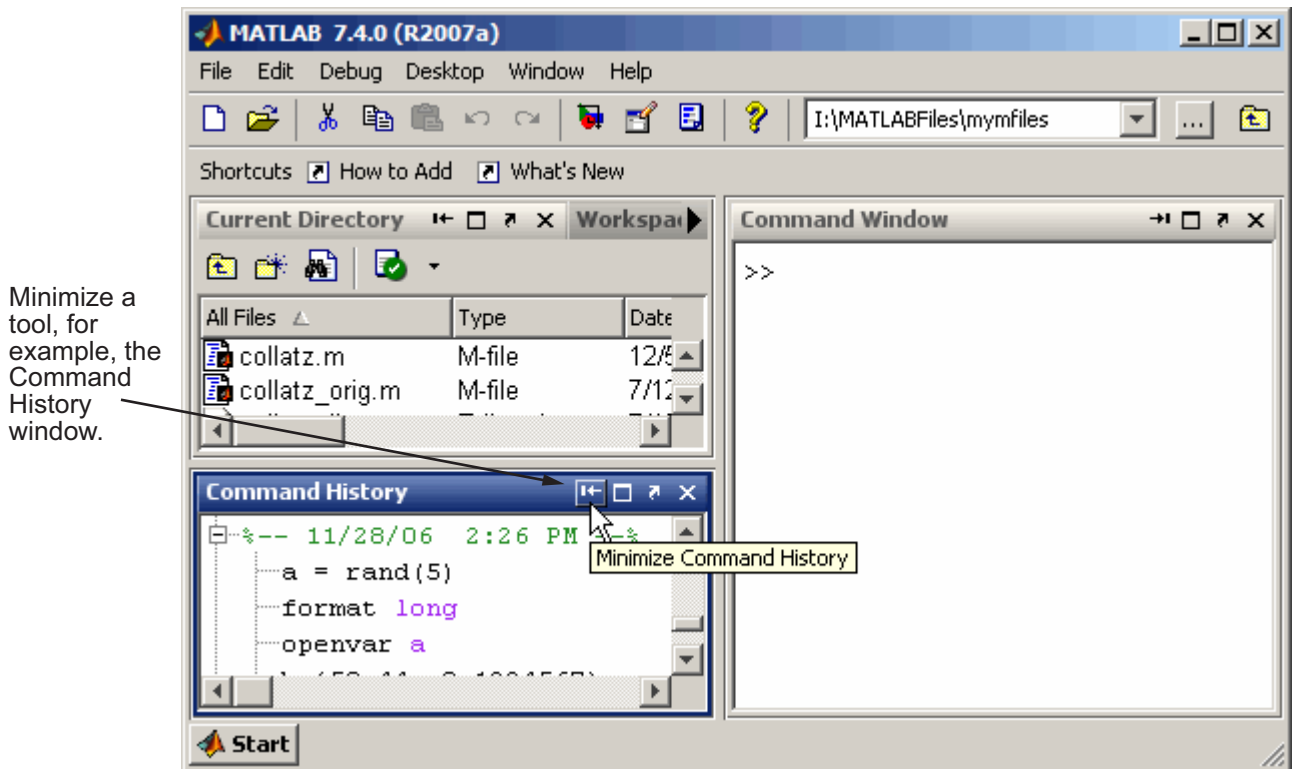 MATLAB 7.4.0 (R2007a)
File Edit Debug Desktop Window Help
I:\MATLABFiles\mymfiles ...
Shortcuts How to Add What's New
Current Directory
Command Window
>>
All Files Type Date
collatz.m M-file
collatz_orig.m M-file
Minimize a
tool, for
example, the
Command
History
window.
Command History
%-- 11/28/06 2:26 PM --%
Minimize Command History
a = rand(5)
format long
openvar a
Start